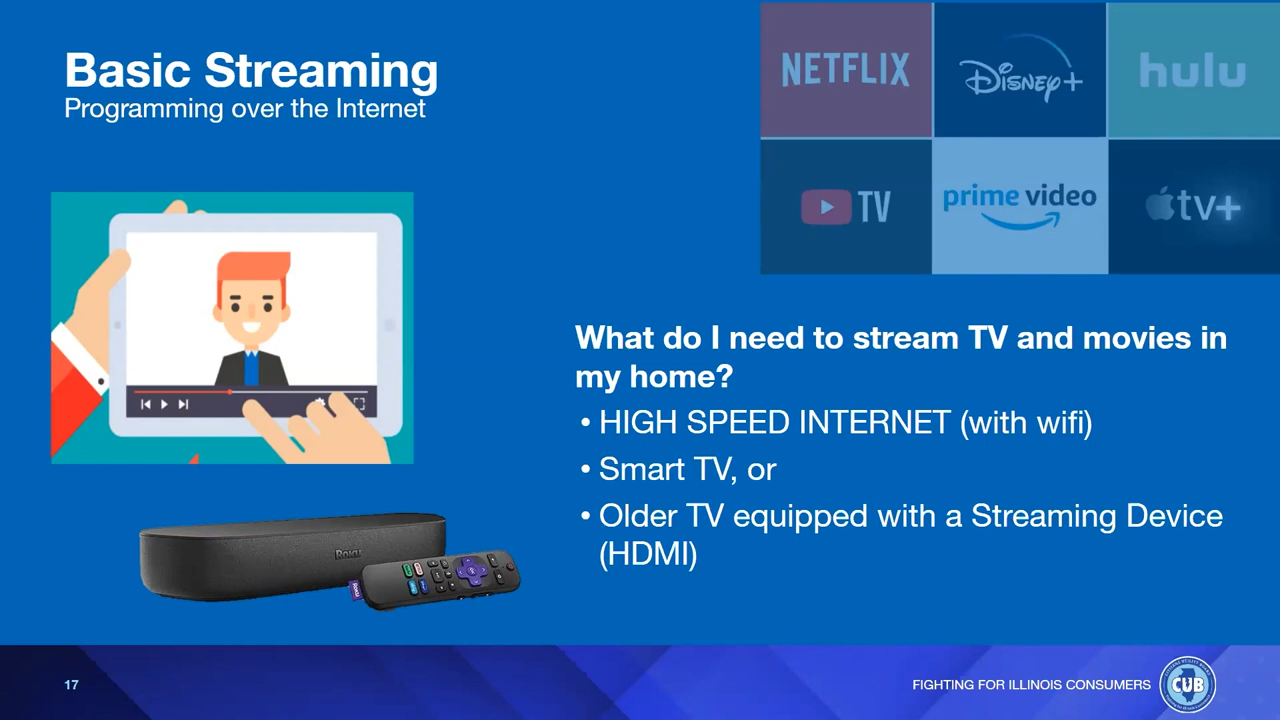 Basic Streaming
Programming over the Internet
NETFLIX
Disney+
hulu
TV
prime video
tv+
What do I need to stream TV and movies in
my home?
• HIGH SPEED INTERNET (with wifi)
• Smart TV, or
• Older TV equipped with a Streaming Device
(HDMI)
Roku
Roku
17
FIGHTING FOR ILLINOIS CONSUMERS
CUB